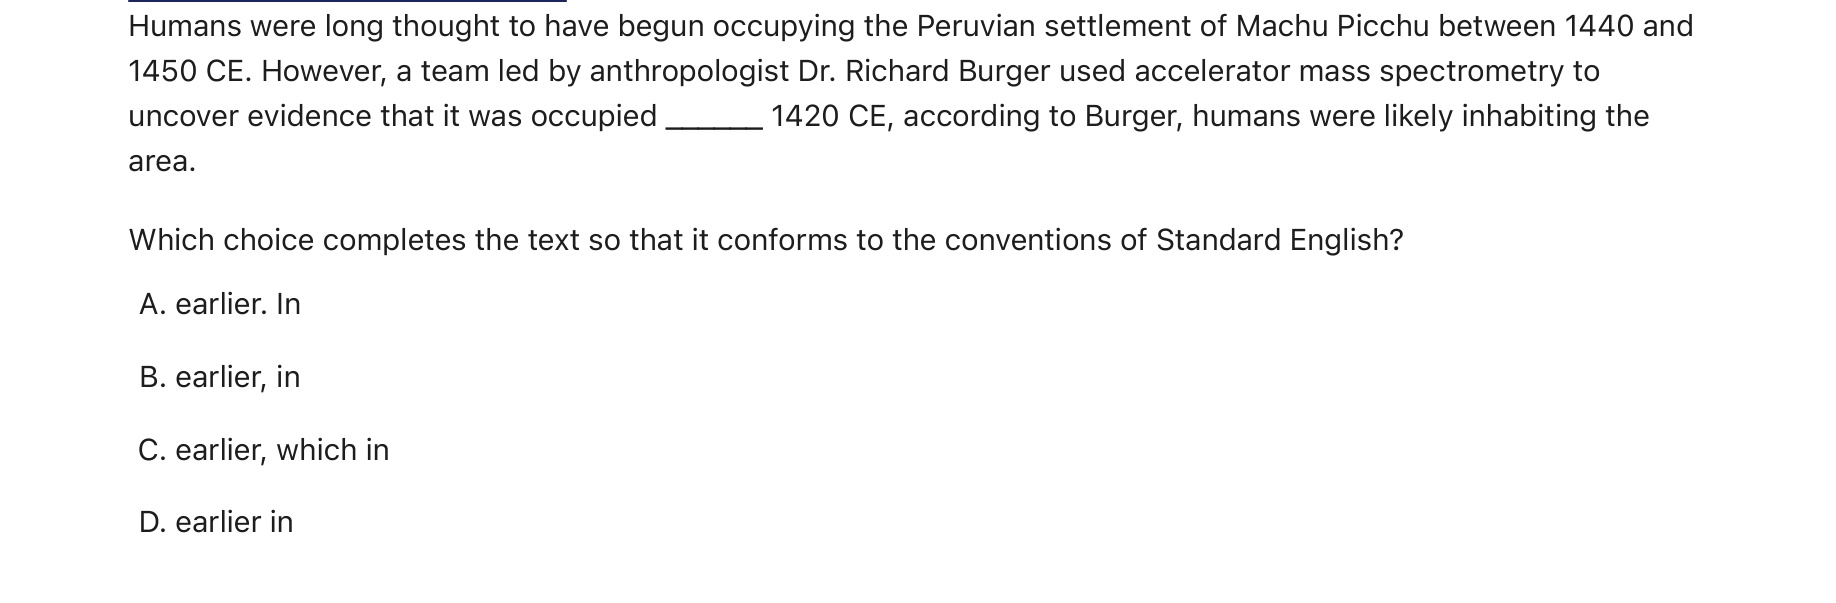 Humans were long thought to have begun occupying the Peruvian settlement of Machu Picchu between 1440 and
1450 CE. However, a team led by anthropologist Dr. Richard Burger used accelerator mass spectrometry to
uncover evidence that it was occupied ______ 1420 CE, according to Burger, humans were likely inhabiting the
area.
Which choice completes the text so that it conforms to the conventions of Standard English?
A. earlier. In
B. earlier, in
C. earlier, which in
D. earlier in